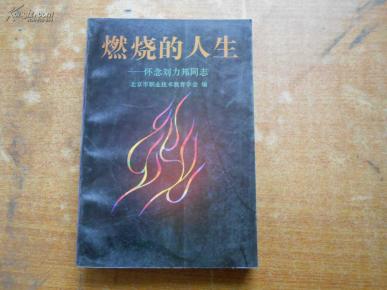 燃烧的人生
——怀念刘力邦同志
北京市职业技术教育学会 编